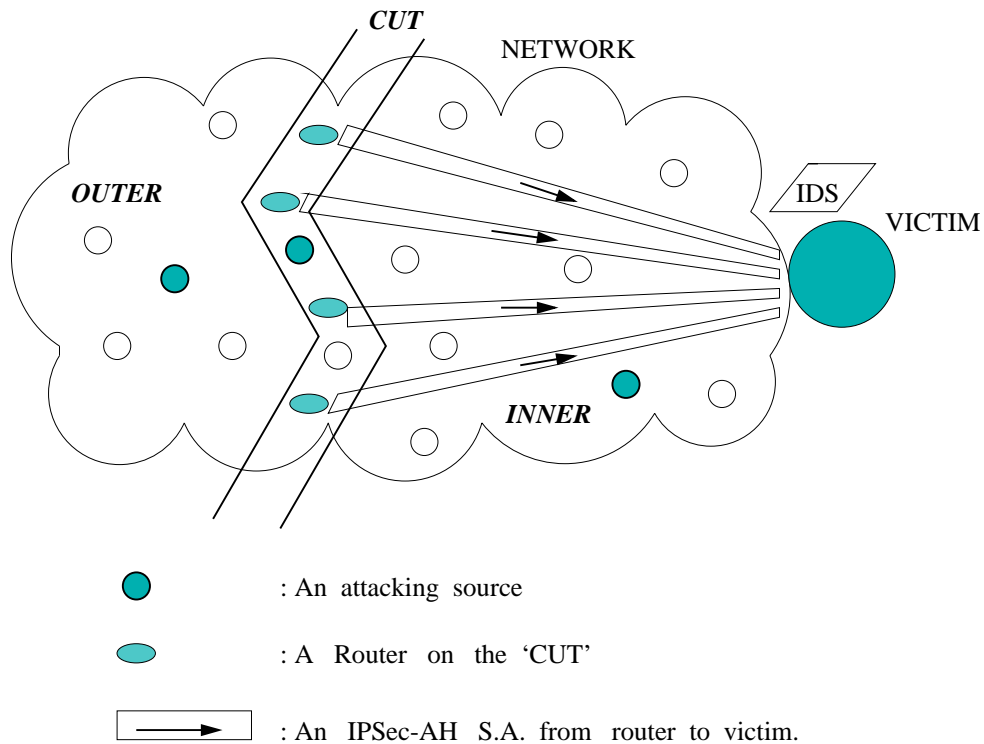 CUT
NETWORK
OUTER
IDS
VICTIM
INNER
: An attacking source
: A Router on the ‘CUT’
: An IPSec-AH S.A. from router to victim.